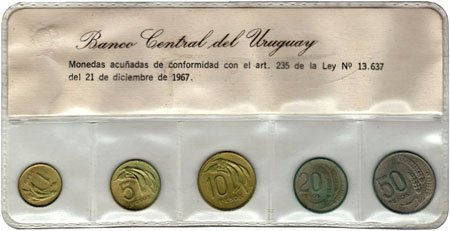 Banco Central del Uruguay
Monedas acuñadas de conformidad con el art. 235 de la Ley Nº 13.637
del 21 de diciembre de 1967.
1
5
10
20
50